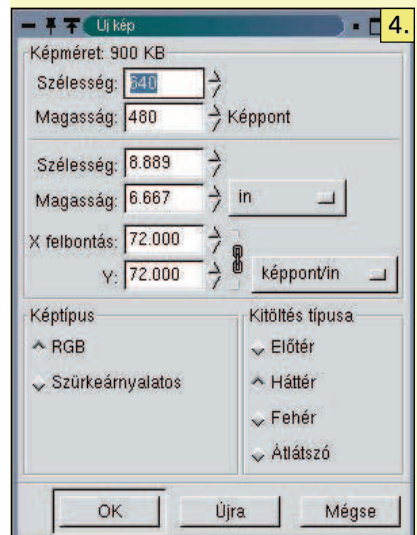 Új kép
4.
Képméret: 900 KB
Szélesség: 640
Magasság: 480 Képpont
Szélesség: 8.889
Magasság: 6.667 in
X felbontás: 72.000
Y: 72.000 képpont/in
Képtípus
RGB
Szürkeárnyalatos
Kitöltés típusa
Előtér
Háttér
Fehér
Átlátszó
OK Újra Mégse